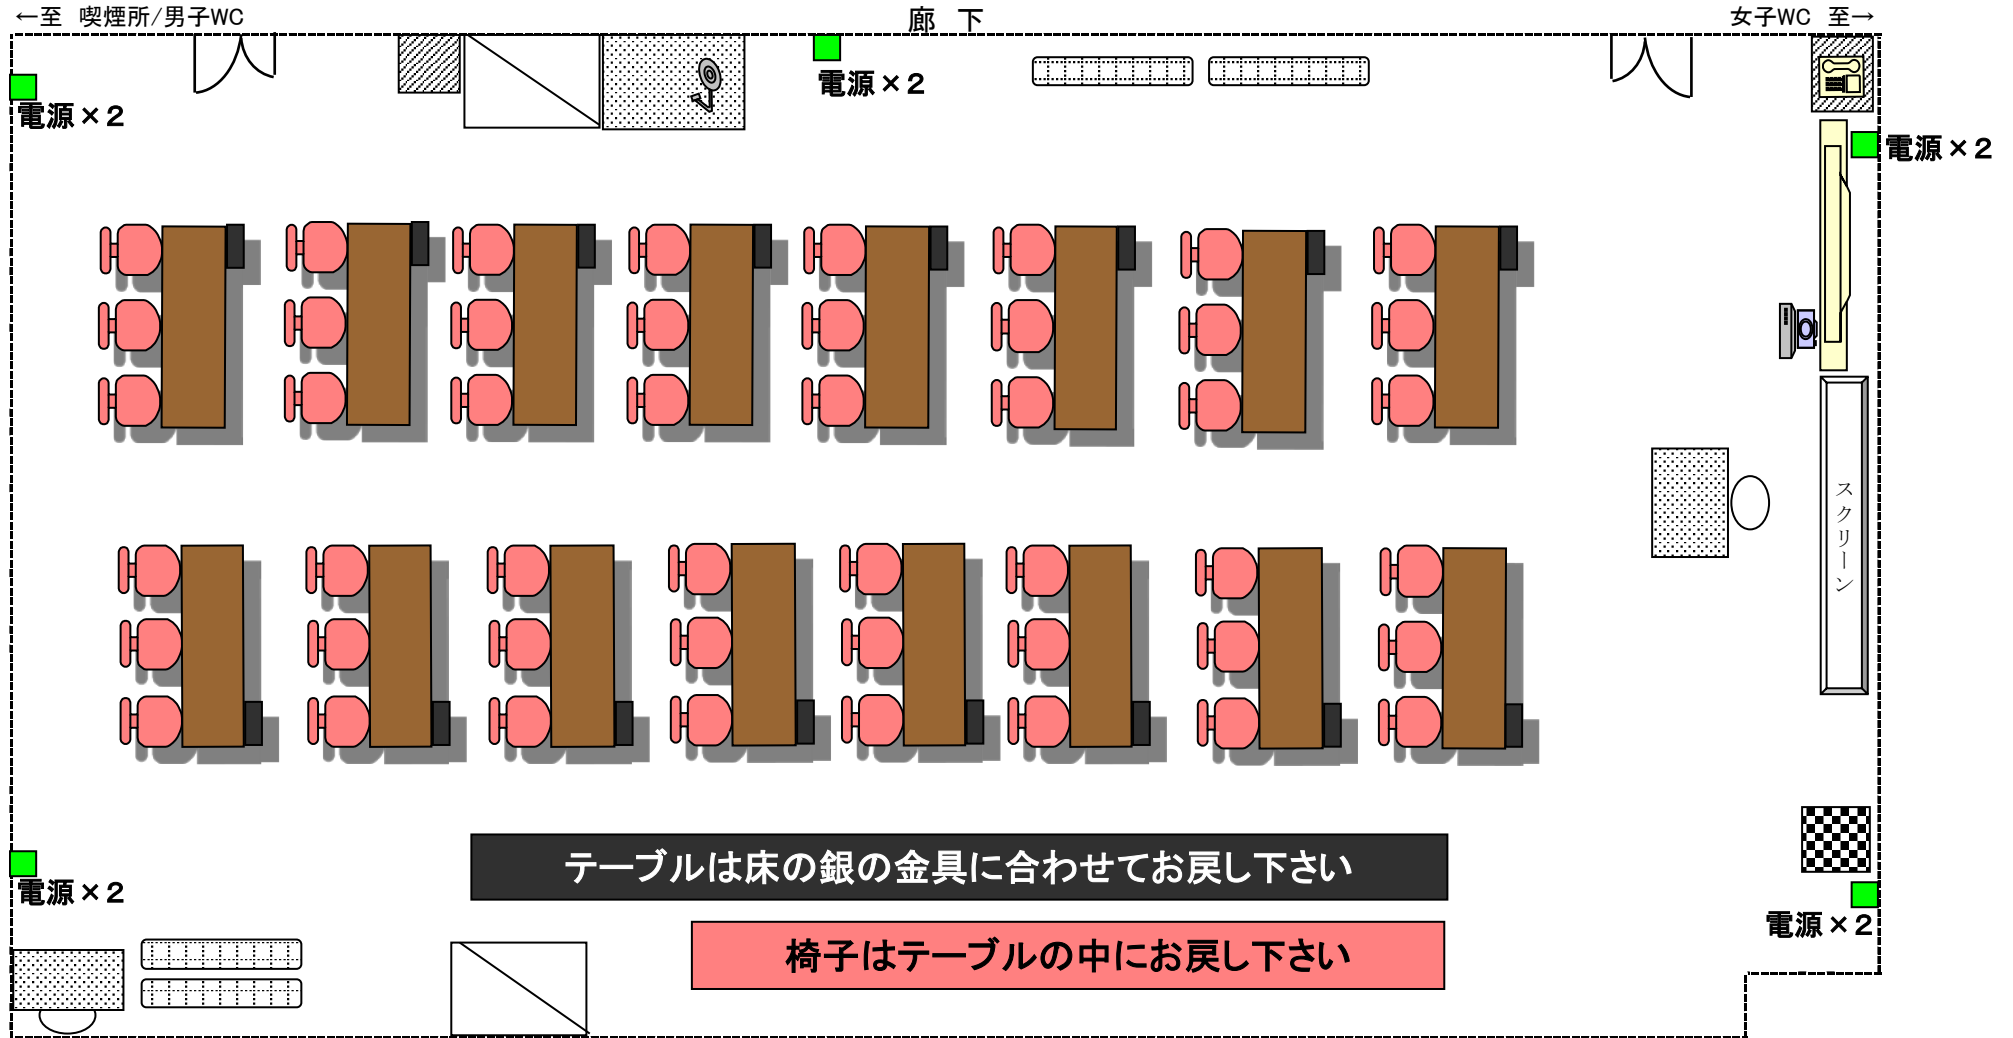 ←至　喫煙所/男子WC
廊　下
女子WC　至→
電源×２
電源×２
電源×２
スクリーン
テーブルは床の銀の金具に合わせてお戻し下さい
電源×２
電源×２
椅子はテーブルの中にお戻し下さい